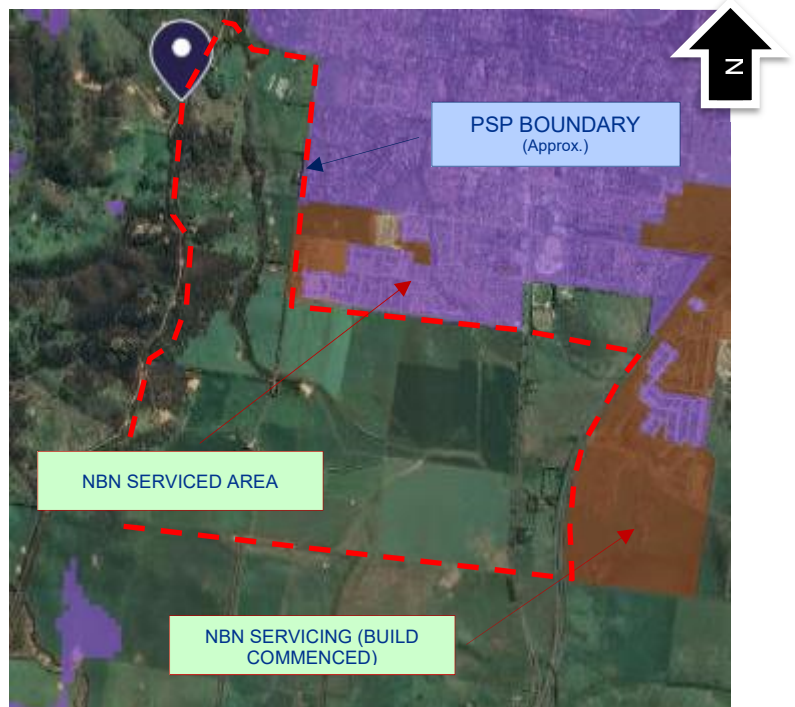 N
PSP BOUNDARY
(Approx.)
NBN SERVICED AREA
NBN SERVICING (BUILD
COMMENCED)